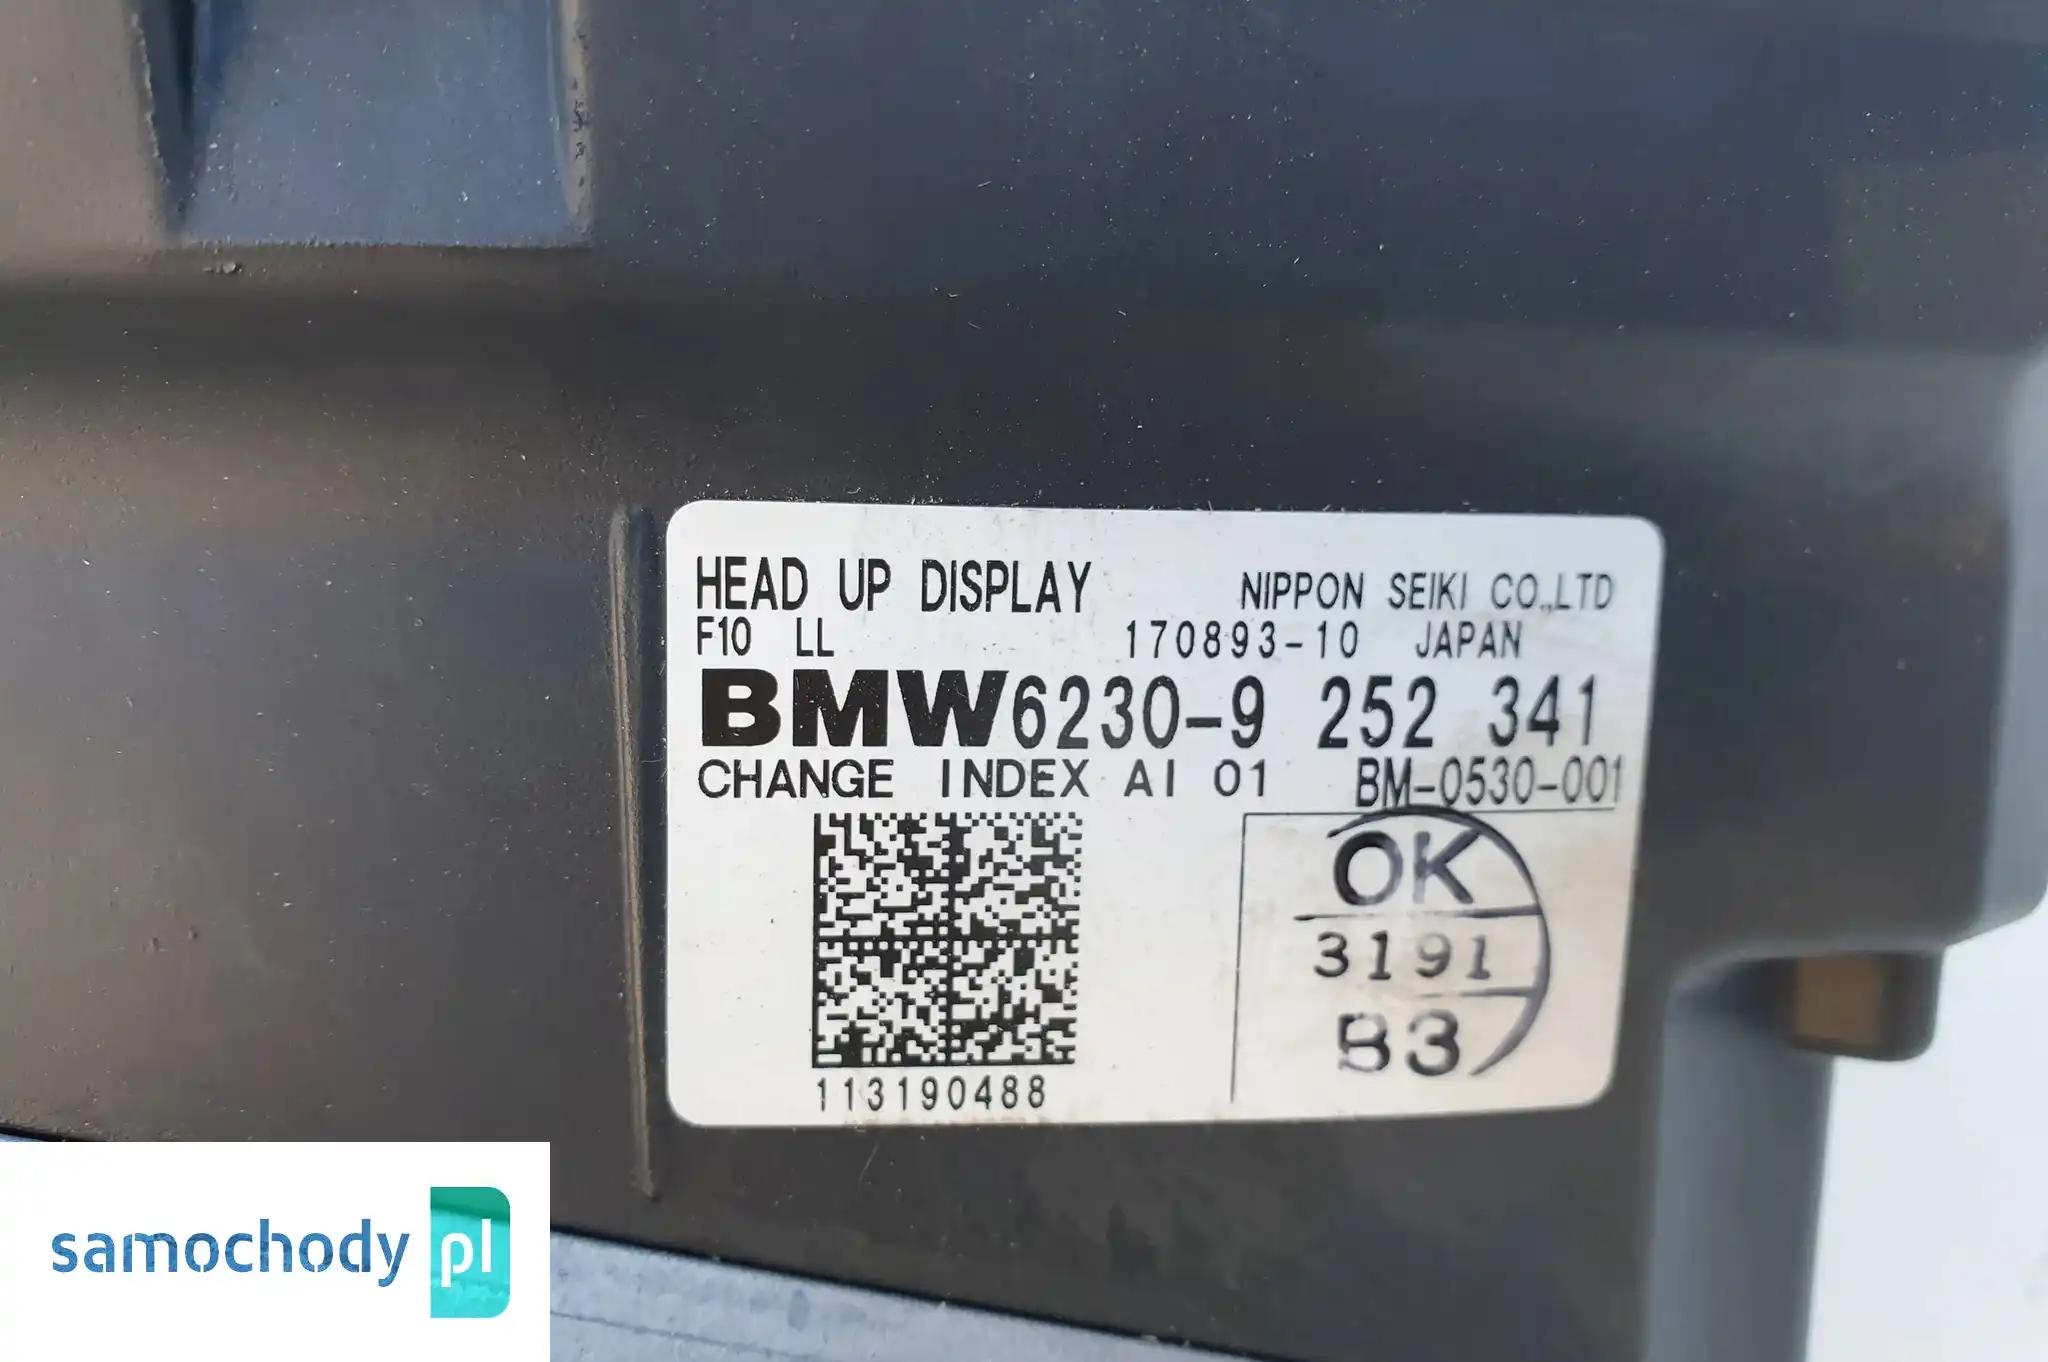 HEAD UP DISPLAY NIPPON SEIKI CO.,LTD
F10 LL 170893-10 JAPAN
BMW6230-9 252 341
CHANGE INDEX AI 01 BM-0530-001
OK
3191
B3
113190488
samochody pl